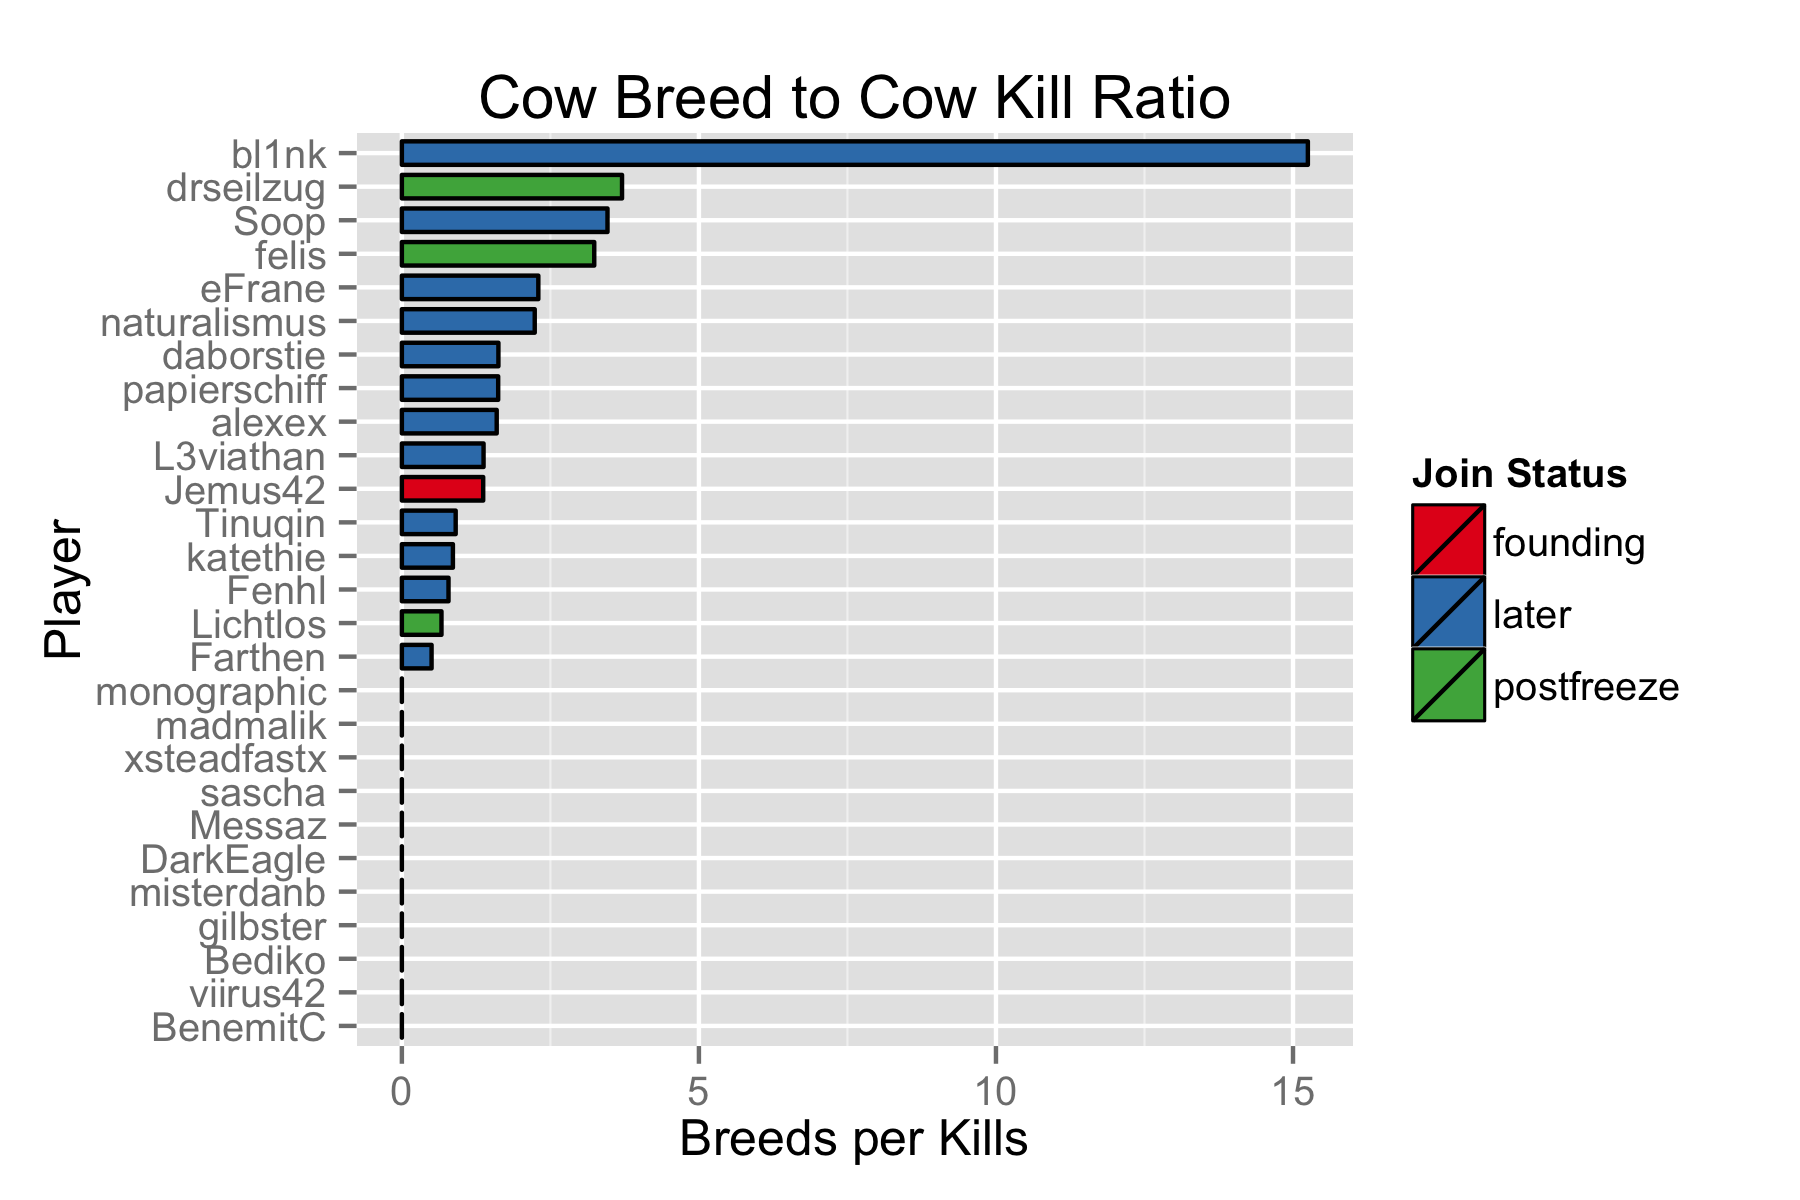 Cow Breed to Cow Kill Ratio
bl1nk
drseilzug
Soop
felis
eFrane
naturalismus
daborstie
papierschiff
alexex
L3viathan
Jemus42
Tinuqin
katethie
Fenhl
Lichtlos
Farthen
monographic
madmalik
xsteadfastx
sascha
Messaz
DarkEagle
misterdanb
gilbster
Bediko
viirus42
BenemitC
Player
0 5 10 15
Breeds per Kills
Join Status
founding
later
postfreeze